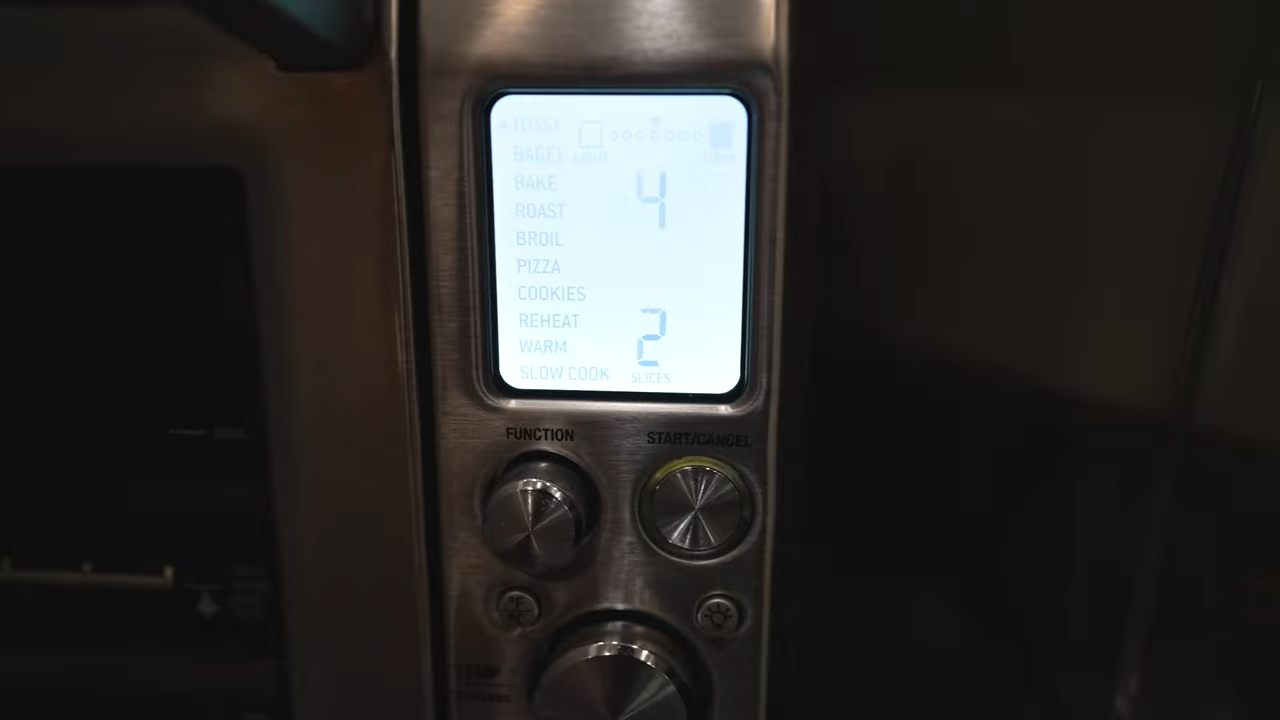 TOAST
BAGEL LIGHT
BAKE 4
ROAST
BROIL
PIZZA
COOKIES
REHEAT 2
WARM
SLOW COOK SLICES
FUNCTION START/CANCEL
°F
TEMP